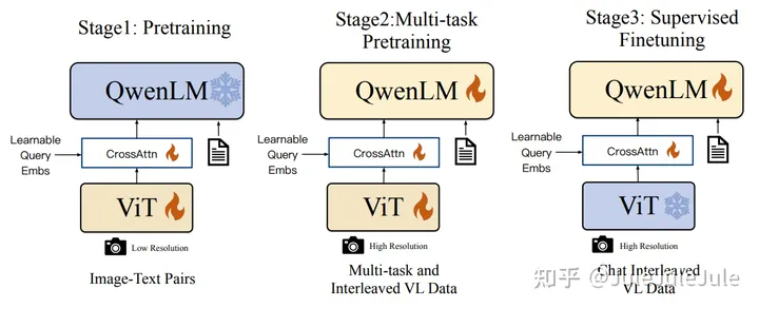 Stage1: Pretraining
QwenLM
Learnable
Query
Embs
CrossAttn
ViT
Low Resolution
Image-Text Pairs
Stage2:Multi-task
Pretraining
QwenLM
Learnable
Query
Embs
CrossAttn
ViT
High Resolution
Multi-task and
Interleaved VL Data
Stage3: Supervised
Finetuning
QwenLM
Learnable
Query
Embs
CrossAttn
ViT
High Resolution
Chat Interleaved
VL Data
知乎 @JuleJuleJule